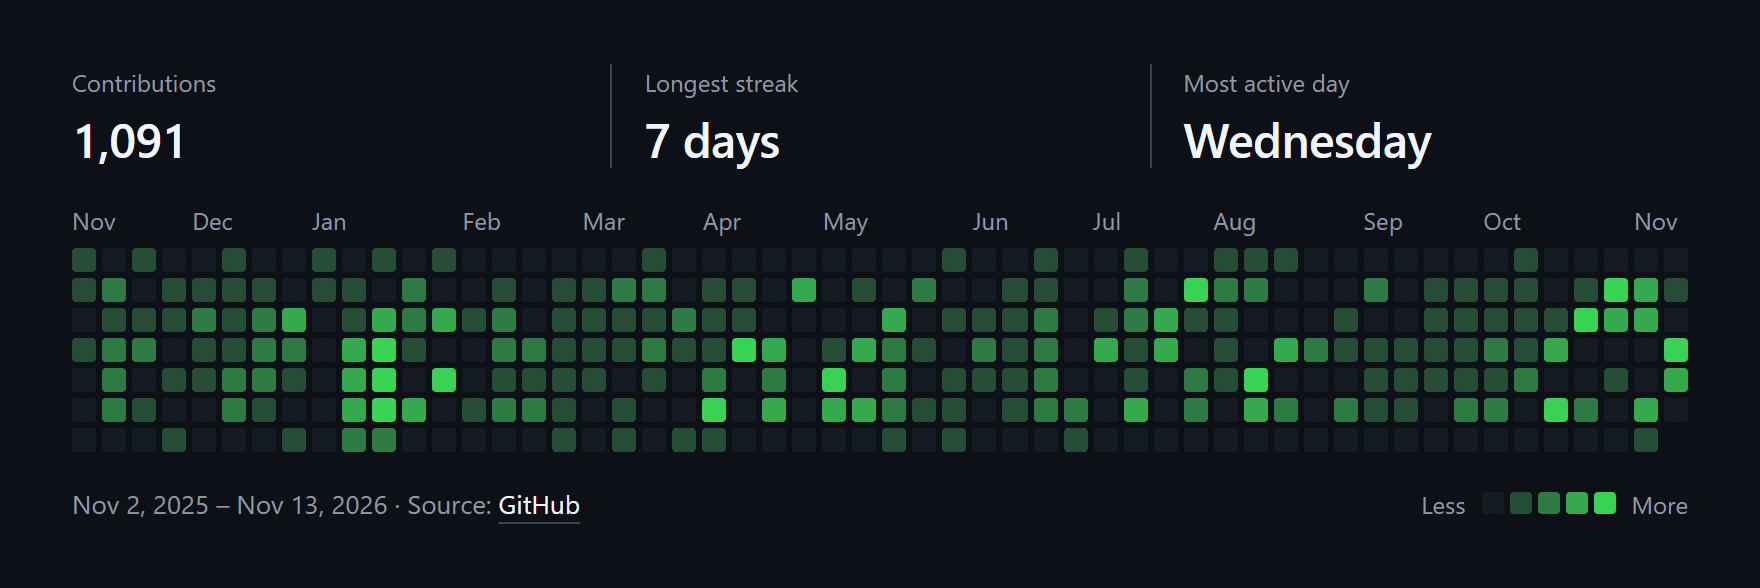 Contributions
1,091
Longest streak
7 days
Most active day
Wednesday
Nov Dec Jan Feb Mar Apr May Jun Jul Aug Sep Oct Nov
Nov 2, 2025 – Nov 13, 2026 · Source: GitHub
Less More